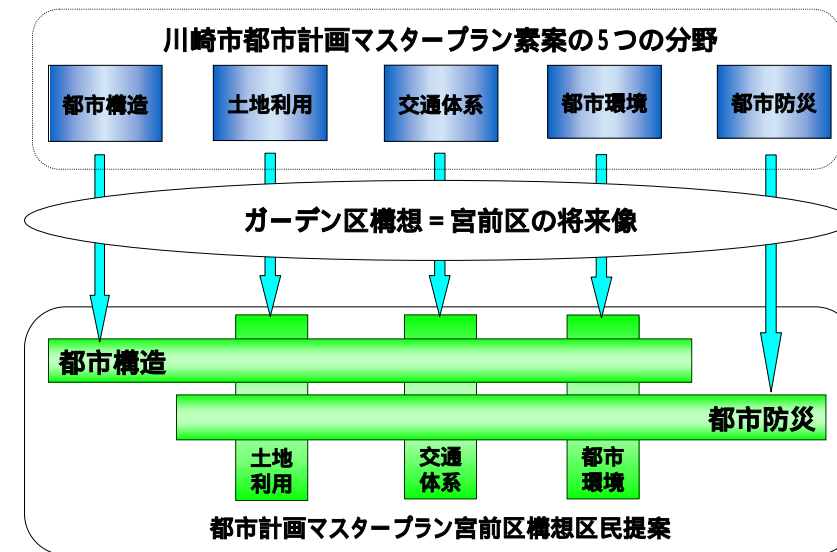 川崎市都市計画マスタープラン素案の5つの分野
都市構造
土地利用
交通体系
都市環境
都市防災
ガーデン区構想＝宮前区の将来像
都市構造
都市防災
土地
利用
交通
体系
都市
環境
都市計画マスタープラン宮前区構想区民提案